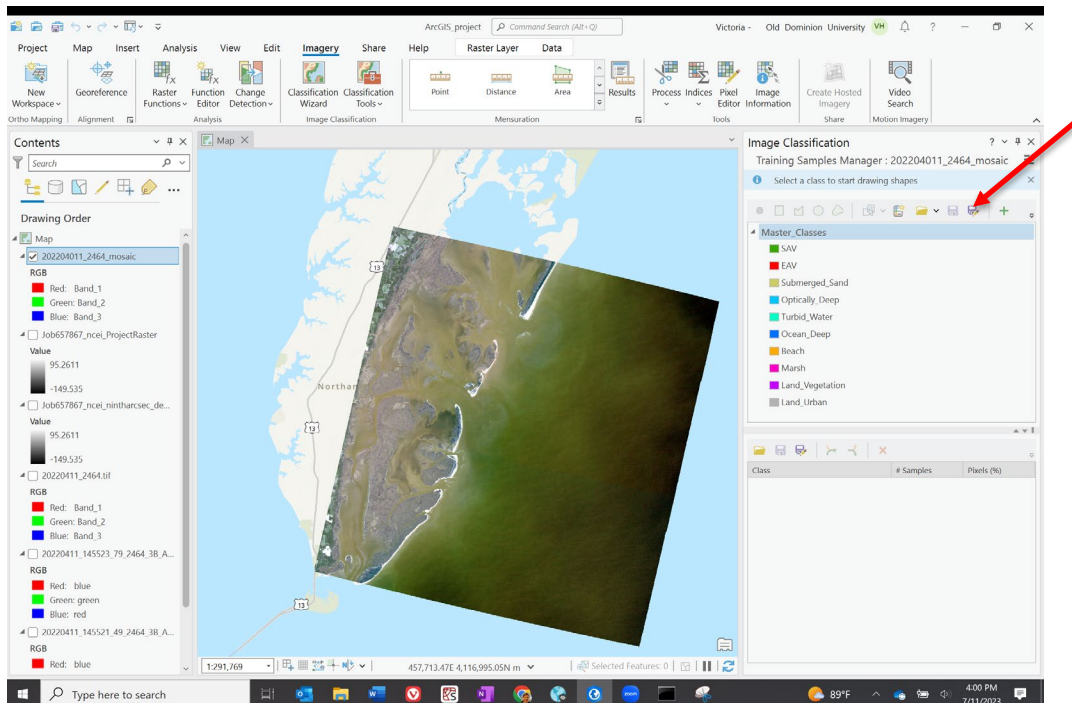 ArcGIS_project
Command Search (Alt+Q)
Victoria - Old Dominion University
VH
?
Project Map Insert Analysis View Edit Imagery Share Help Raster Layer Data
New Workspace
Georeference
Raster Functions
Function Editor
Change Detection
Classification Wizard
Classification Tools
Point
Distance
Area
Results
Process
Indices
Pixel Editor
Image Information
Create Hosted Imagery
Video Search
Ortho Mapping
Alignment
Analysis
Image Classification
Mensuration
Tools
Share
Motion Imagery
Contents
Search
Drawing Order
Map
202204011_2464_mosaic
RGB
Red: Band_1
Green: Band_2
Blue: Band_3
Job657867_ncei_ProjectRaster
Value
95.2611
-149.535
Job657867_ncei_nintharcsec_de...
Value
95.2611
-149.535
20220411_2464.tif
RGB
Red: Band_1
Green: Band_2
Blue: Band_3
20220411_145523_79_2464_3B_A...
RGB
Red: blue
Green: green
Blue: red
20220411_145521_49_2464_3B_A...
RGB
Red: blue
Map
13
Northam
13
13
1:291,769
457,713.47E 4,116,995.05N m
Selected Features: 0
Image Classification
?
Training Samples Manager : 202204011_2464_mosaic
Select a class to start drawing shapes
Master_Classes
SAV
EAV
Submerged_Sand
Optically_Deep
Turbid_Water
Ocean_Deep
Beach
Marsh
Land_Vegetation
Land_Urban
Class # Samples Pixels (%)
Type here to search
zoom
89°F
4:00 PM
7/11/2023